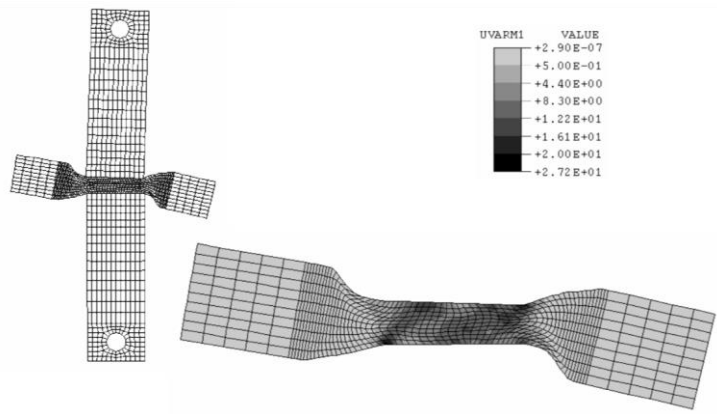 UVARM1 VALUE
+2.90E-07
+5.00E-01
+4.40E+00
+8.30E+00
+1.22E+01
+1.61E+01
+2.00E+01
+2.72E+01